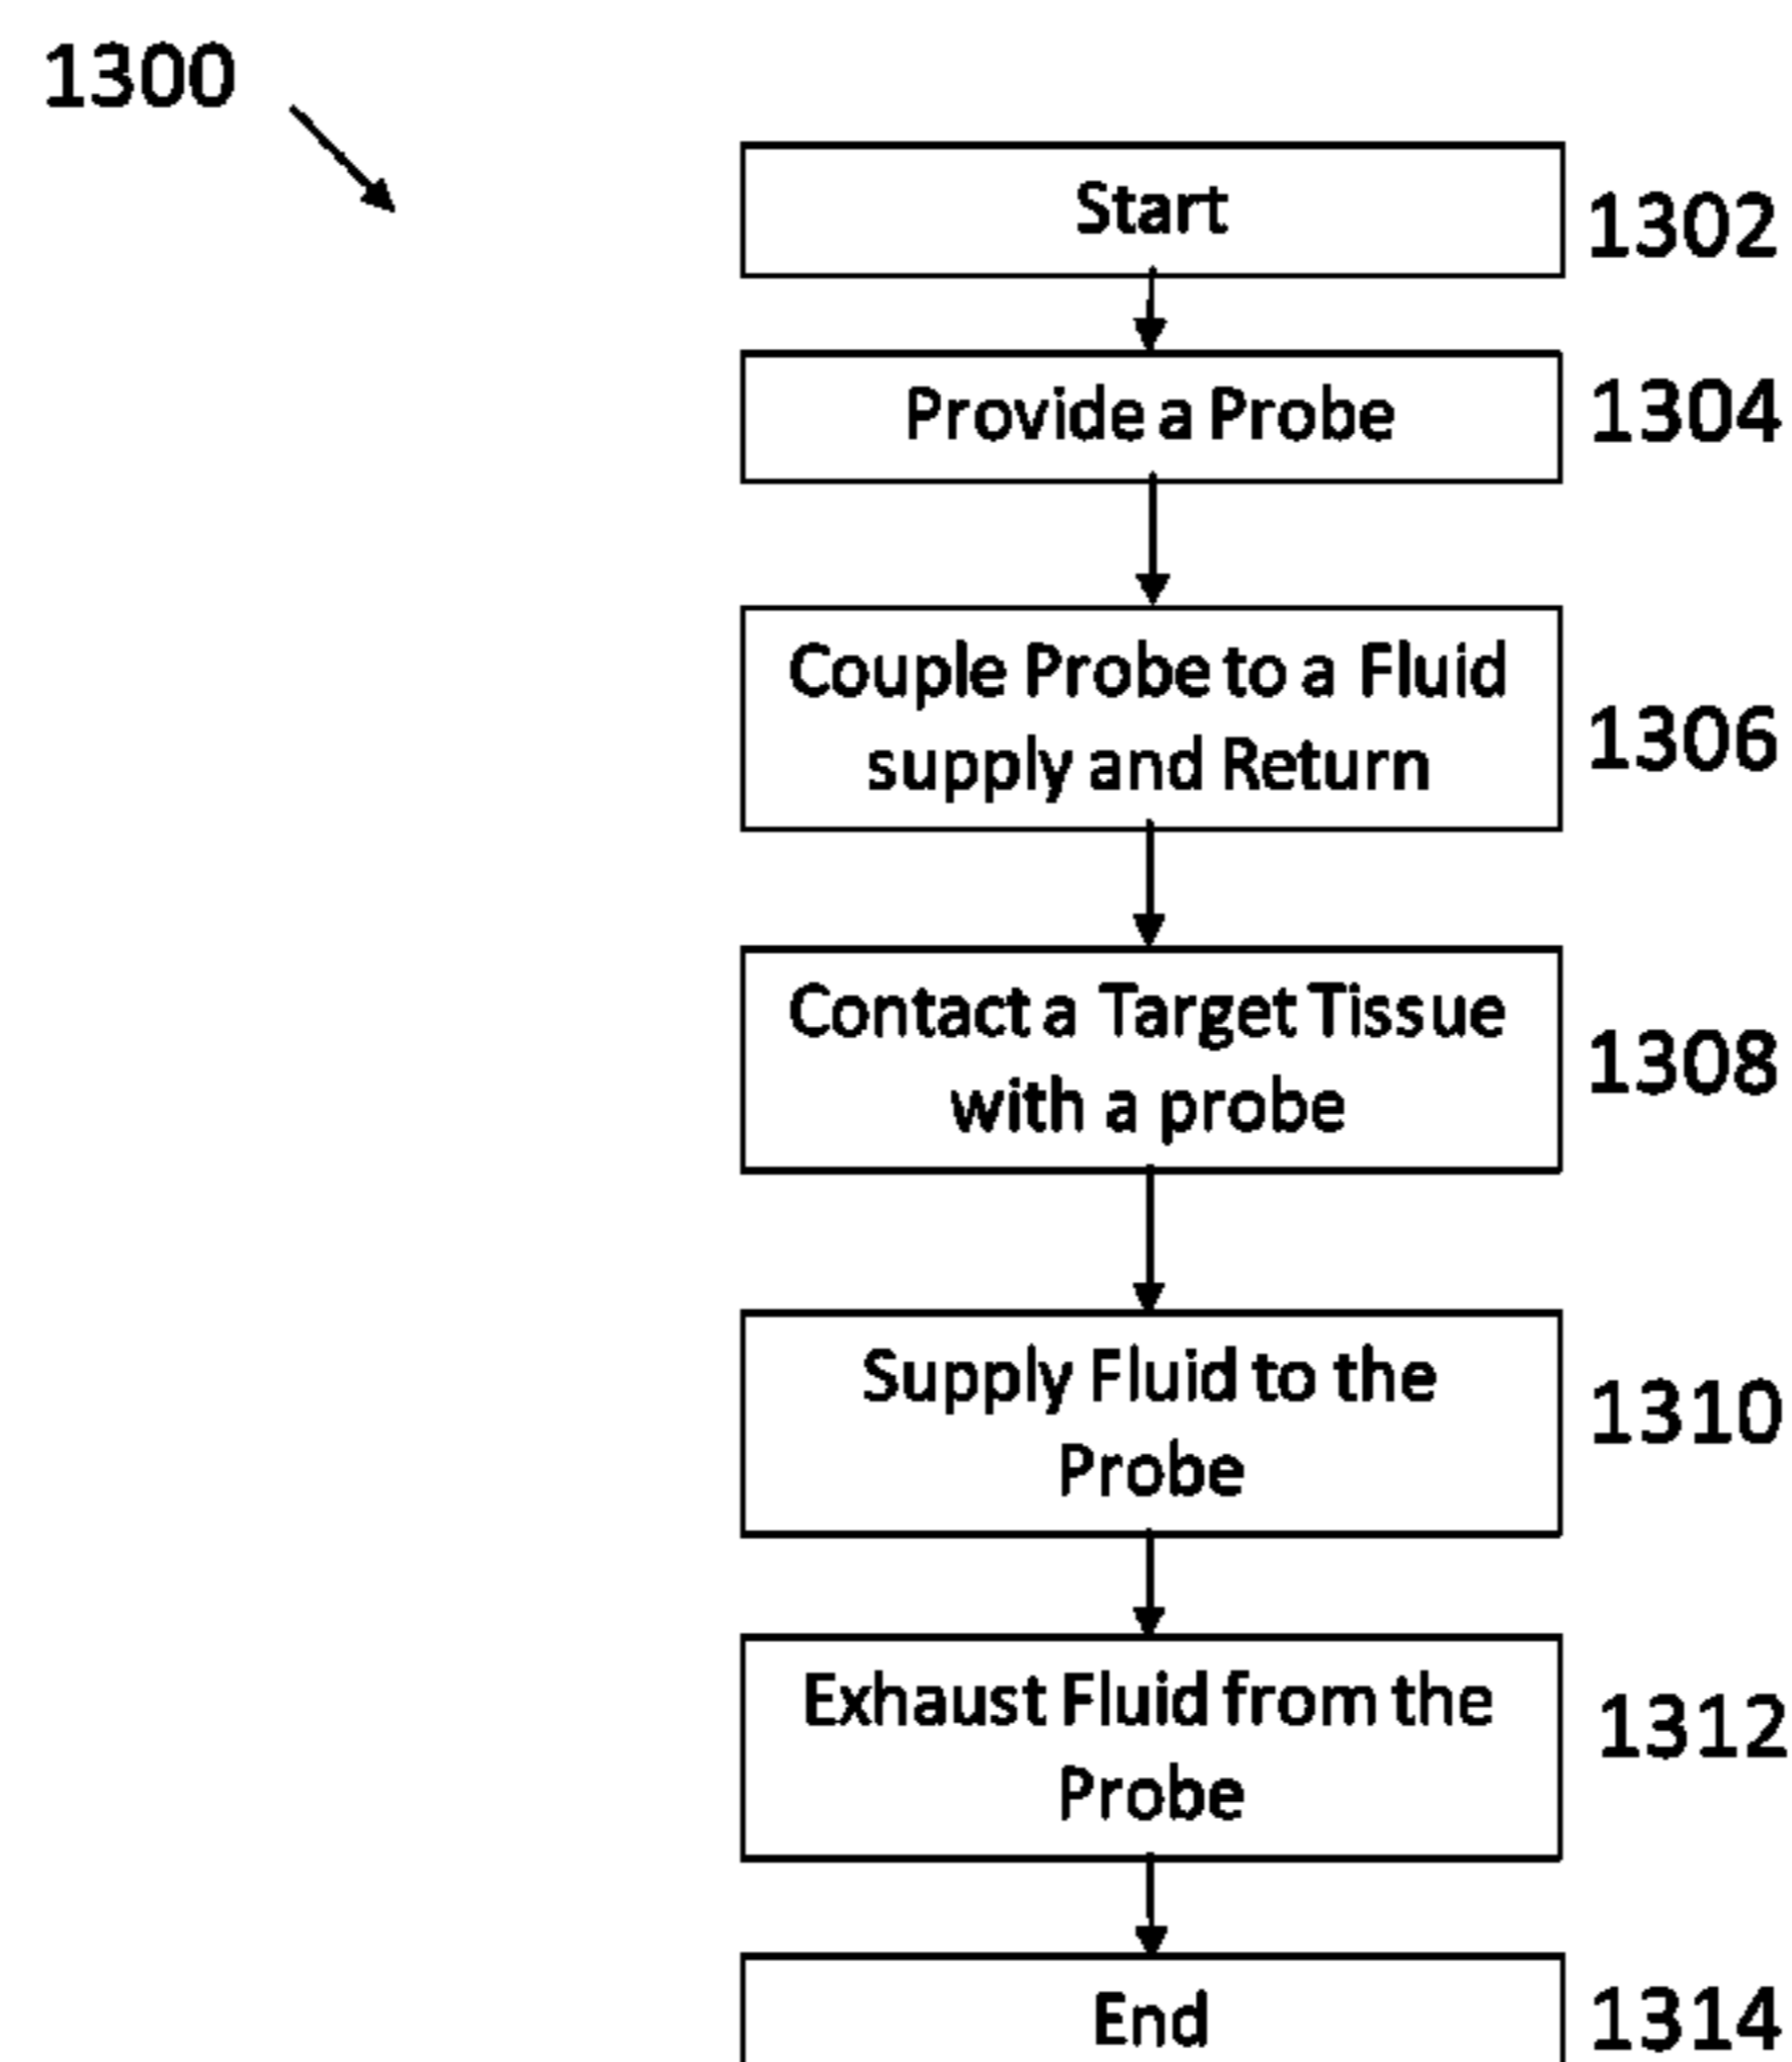 1300
Start
1302
Provide a Probe
1304
Couple Probe to a Fluid
supply and Return
1306
Contact a Target Tissue
with a probe
1308
Supply Fluid to the
Probe
1310
Exhaust Fluid from the
Probe
1312
End
1314